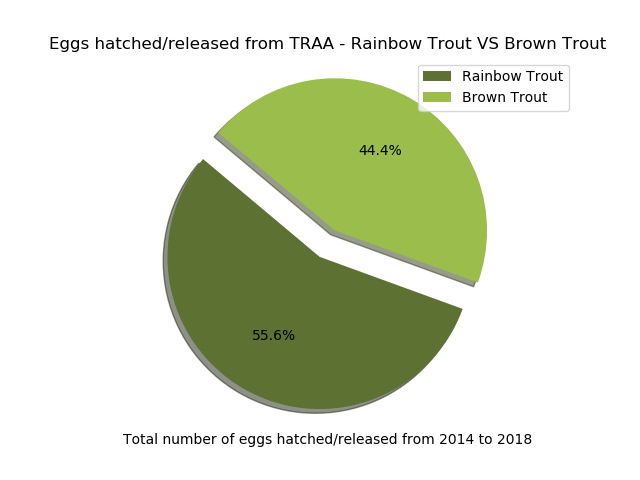 Eggs hatched/released from TRAA - Rainbow Trout VS Brown Trout
Rainbow Trout
Brown Trout
44.4%
55.6%
Total number of eggs hatched/released from 2014 to 2018